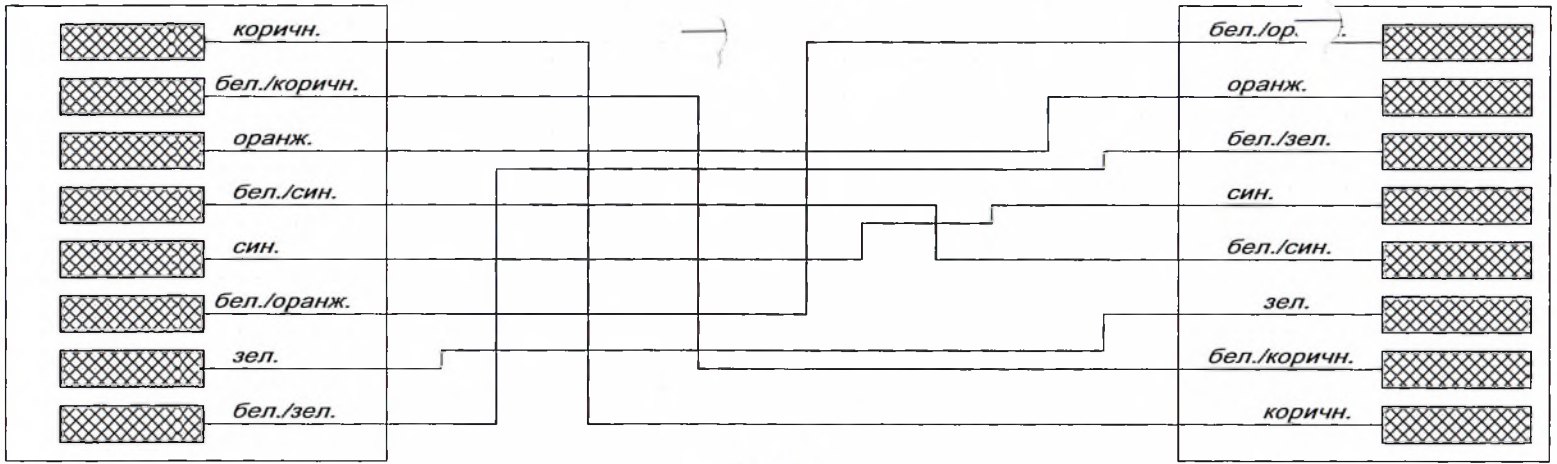 коричн.
бел./коричн.
оранж.
бел./син.
син.
бел./оранж.
зел.
бел./зел.
оранж.
бел./зел.
син.
бел./син.
зел.
бел./коричн.
коричн.